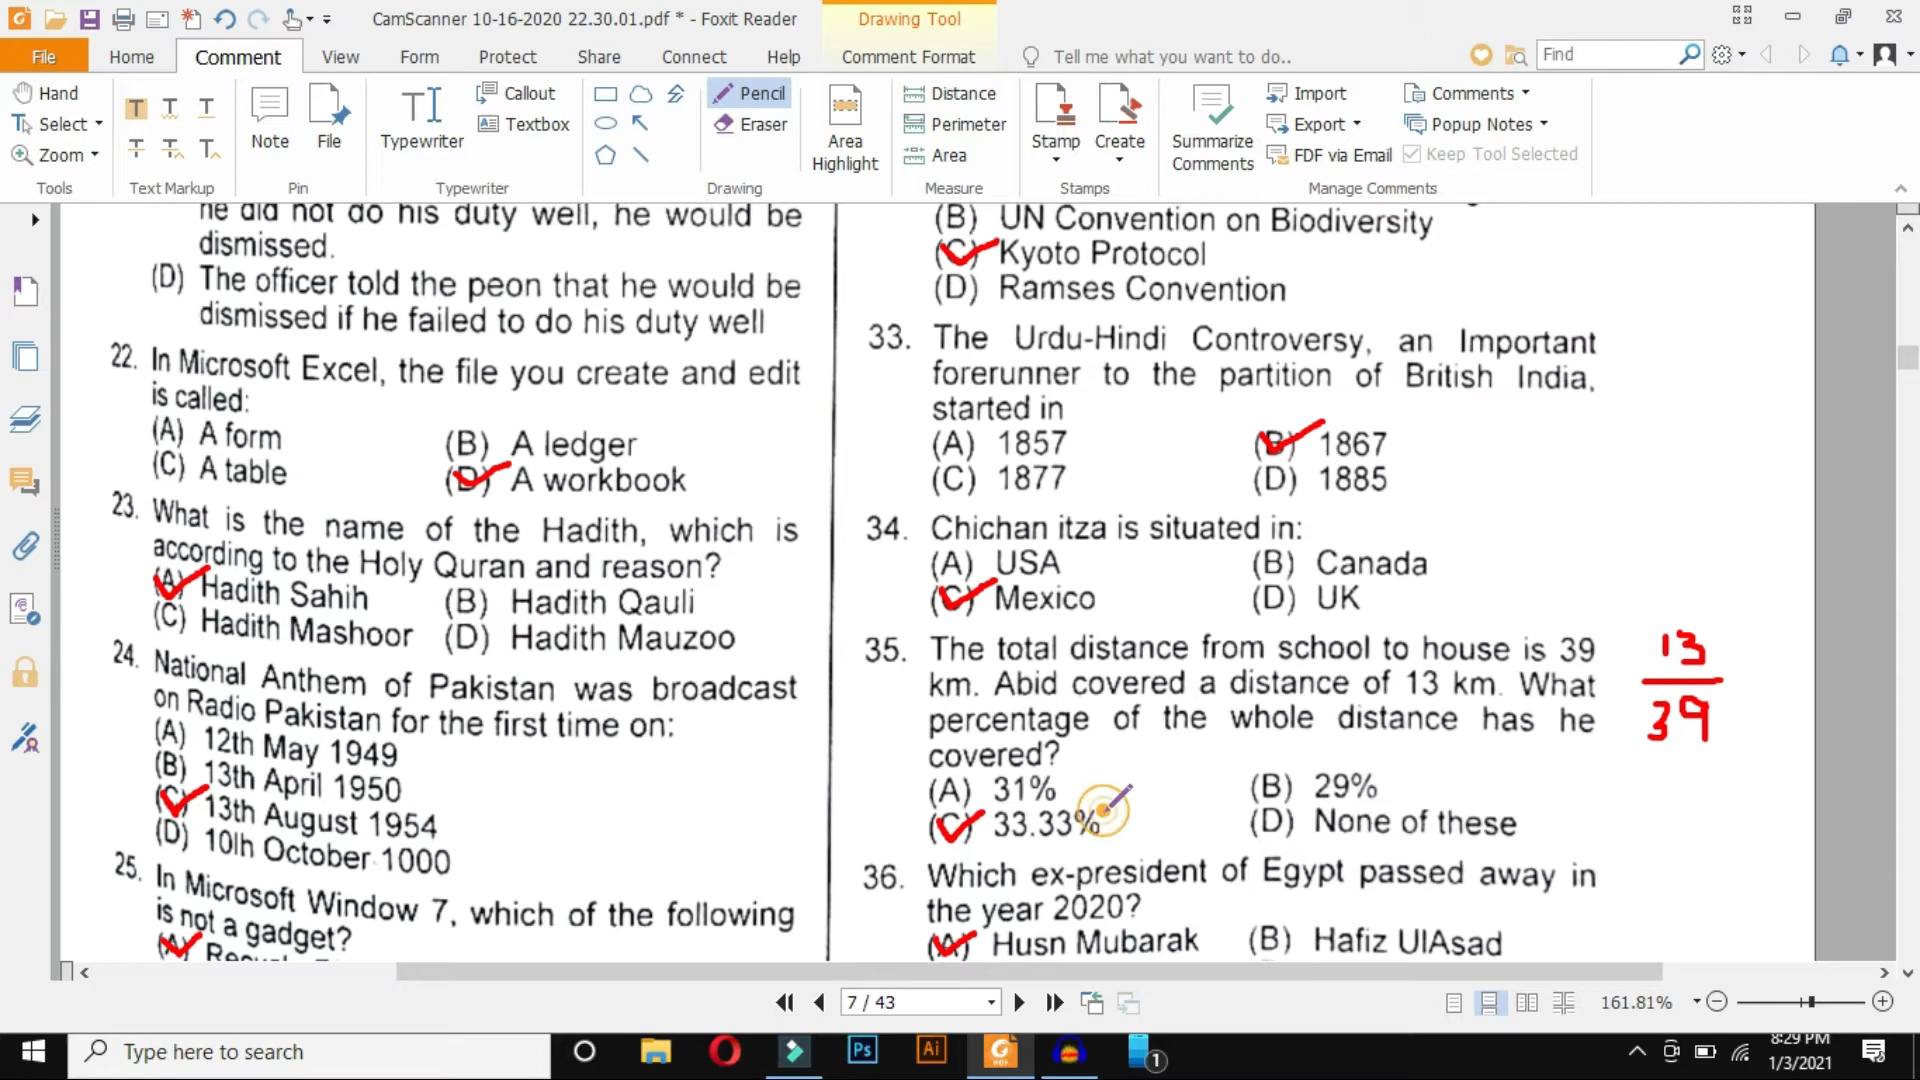 CamScanner 10-16-2020 22.30.01.pdf * - Foxit Reader
Drawing Tool
File
Home
Comment
View
Form
Protect
Share
Connect
Help
Comment Format
Tell me what you want to do..
Find
Hand
Select
Zoom
Tools
Text Markup
Note
File
Pin
Typewriter
Callout
Textbox
Typewriter
Pencil
Eraser
Drawing
Area
Highlight
Distance
Perimeter
Area
Measure
Stamp
Create
Stamps
Summarize
Comments
Import
Export
FDF via Email
Comments
Popup Notes
Keep Tool Selected
Manage Comments
he did not do his duty well, he would be
dismissed.
(D) The officer told the peon that he would be
dismissed if he failed to do his duty well
22. In Microsoft Excel, the file you create and edit
is called:
(A) A form (B) A ledger
(C) A table (D) A workbook
23. What is the name of the Hadith, which is
according to the Holy Quran and reason?
(A) Hadith Sahih (B) Hadith Qauli
(C) Hadith Mashoor (D) Hadith Mauzoo
24. National Anthem of Pakistan was broadcast
on Radio Pakistan for the first time on:
(A) 12th May 1949
(B) 13th April 1950
(C) 13th August 1954
(D) 10lh October 1000
25. In Microsoft Window 7, which of the following
is not a gadget?
(A)
(B) UN Convention on Biodiversity
(C) Kyoto Protocol
(D) Ramses Convention
33. The Urdu-Hindi Controversy, an Important
forerunner to the partition of British India,
started in
(A) 1857 (B) 1867
(C) 1877 (D) 1885
34. Chichan itza is situated in:
(A) USA (B) Canada
(C) Mexico (D) UK
35. The total distance from school to house is 39
km. Abid covered a distance of 13 km. What
percentage of the whole distance has he
covered?
(A) 31% (B) 29%
(C) 33.33% (D) None of these
36. Which ex-president of Egypt passed away in
the year 2020?
(A) Husn Mubarak (B) Hafiz UlAsad
13
39
7 / 43
161.81%
Type here to search
Ps
Ai
1
8:29 PM
1/3/2021